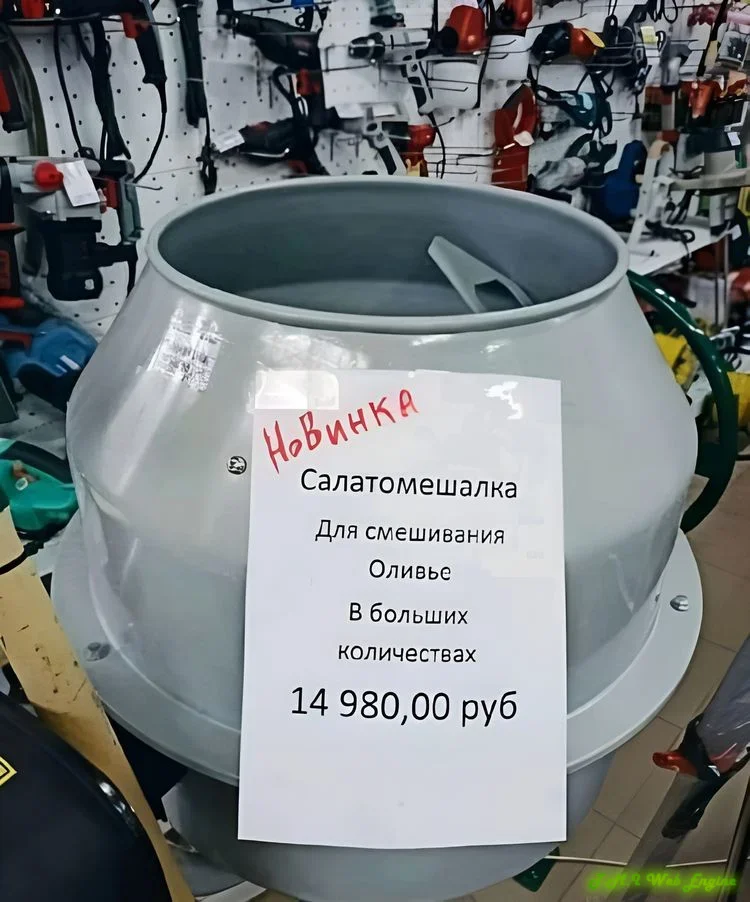 Новинка
Салатомешалка
Для смешивания
Оливье
В больших
количествах
14 980,00 руб